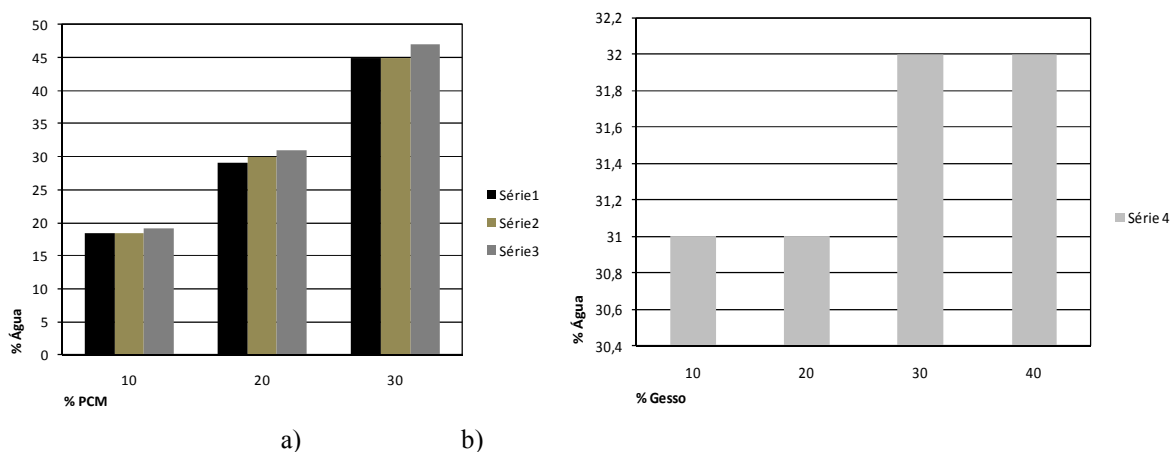 50
45
40
35
30
25
20
15
10
5
0
% Água
10 20 30
% PCM
Série1
Série2
Série3
a)
32,2
32
31,8
31,6
31,4
31,2
31
30,8
30,6
30,4
% Água
10 20 30 40
% Gesso
Série 4
b)